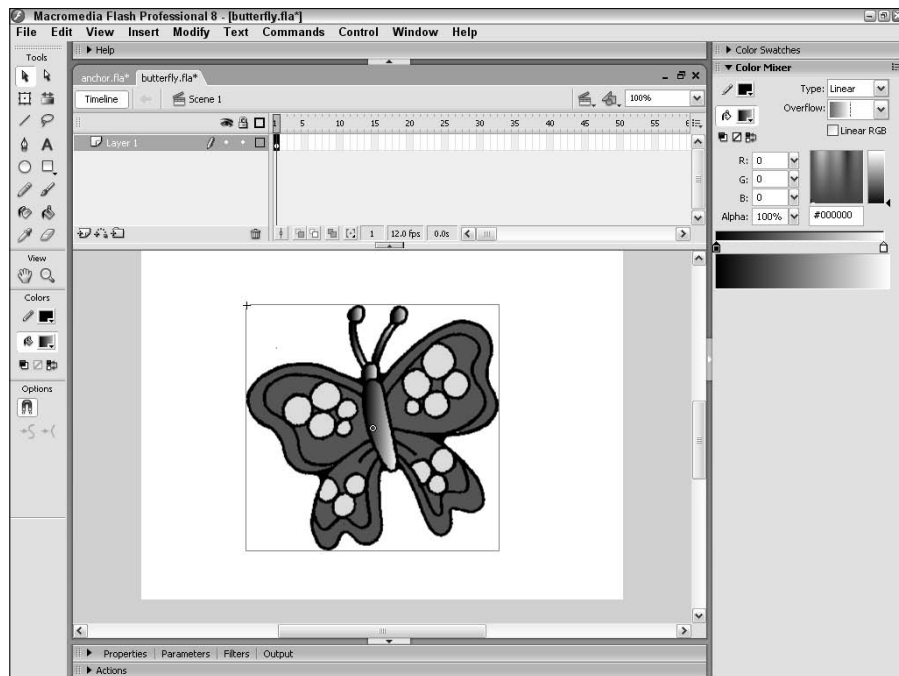 Macromedia Flash Professional 8 - [butterfly.fla*]
File Edit View Insert Modify Text Commands Control Window Help
Tools
Help
anchor.fla* butterfly.fla*
Timeline Scene 1 100%
1 5 10 15 20 25 30 35 40 45 50 55 6
Layer 1
1 12.0 fps 0.0s
View
Colors
Options
Color Swatches
Color Mixer
Type: Linear
Overflow:
Linear RGB
R: 0
G: 0
B: 0
Alpha: 100% #000000
Properties Parameters Filters Output
Actions